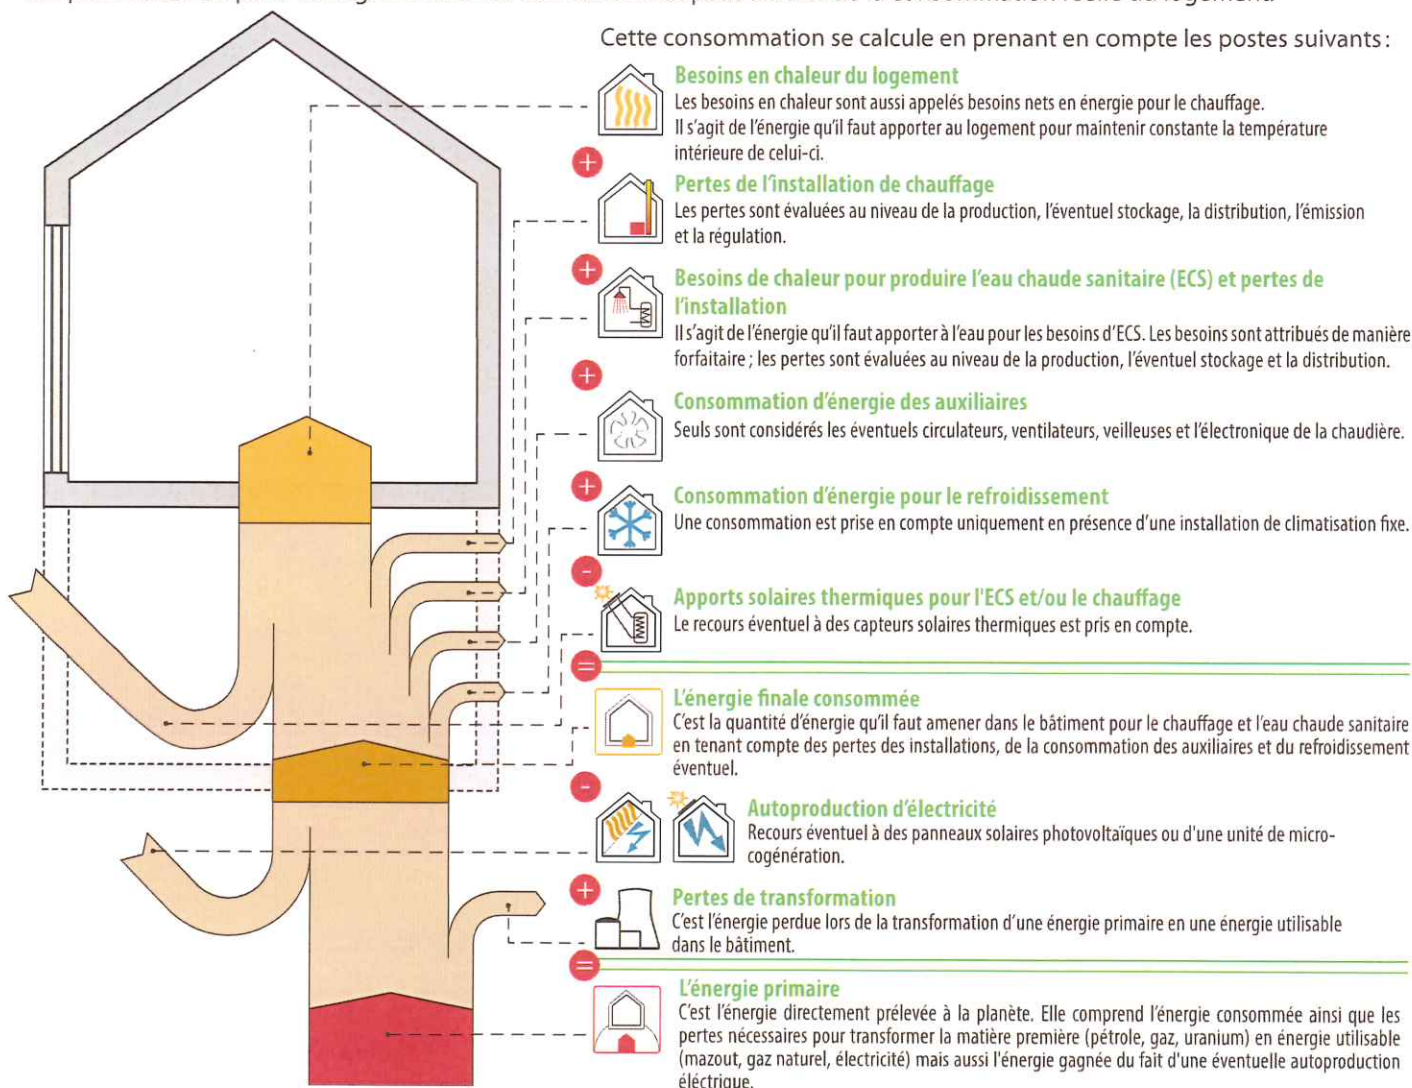 consommation réelle du logement.
Cette consommation se calcule en prenant en compte les postes suivants :
Besoins en chaleur du logement
Les besoins en chaleur sont aussi appelés besoins nets en énergie pour le chauffage.
Il s'agit de l'énergie qu'il faut apporter au logement pour maintenir constante la température
intérieure de celui-ci.
+
Pertes de l'installation de chauffage
Les pertes sont évaluées au niveau de la production, l'éventuel stockage, la distribution, l'émission
et la régulation.
+
Besoins de chaleur pour produire l'eau chaude sanitaire (ECS) et pertes de
l'installation
Il s'agit de l'énergie qu'il faut apporter à l'eau pour les besoins d'ECS. Les besoins sont attribués de manière
forfaitaire ; les pertes sont évaluées au niveau de la production, l'éventuel stockage et la distribution.
+
Consommation d'énergie des auxiliaires
Seuls sont considérés les éventuels circulateurs, ventilateurs, veilleuses et l'électronique de la chaudière.
+
Consommation d'énergie pour le refroidissement
Une consommation est prise en compte uniquement en présence d'une installation de climatisation fixe.
-
Apports solaires thermiques pour l'ECS et/ou le chauffage
Le recours éventuel à des capteurs solaires thermiques est pris en compte.
=
L'énergie finale consommée
C'est la quantité d'énergie qu'il faut amener dans le bâtiment pour le chauffage et l'eau chaude sanitaire
en tenant compte des pertes des installations, de la consommation des auxiliaires et du refroidissement
éventuel.
-
Autoproduction d'électricité
Recours éventuel à des panneaux solaires photovoltaïques ou d'une unité de micro-
cogénération.
+
Pertes de transformation
C'est l'énergie perdue lors de la transformation d'une énergie primaire en une énergie utilisable
dans le bâtiment.
=
L'énergie primaire
C'est l'énergie directement prélevée à la planète. Elle comprend l'énergie consommée ainsi que les
pertes nécessaires pour transformer la matière première (pétrole, gaz, uranium) en énergie utilisable
(mazout, gaz naturel, électricité) mais aussi l'énergie gagnée du fait d'une éventuelle autoproduction
éléctrique.